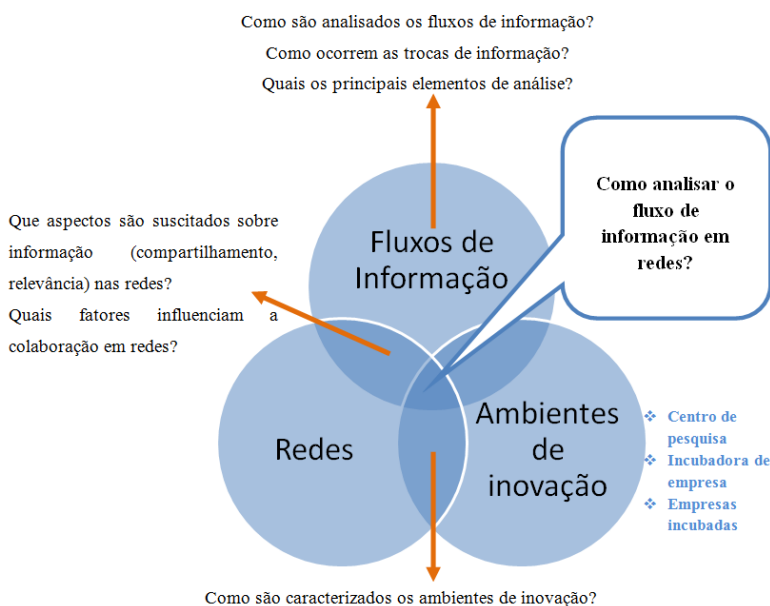 Como são analisados os fluxos de informação?
Como ocorrem as trocas de informação?
Quais os principais elementos de análise?
Como analisar o
fluxo de
informação em
redes?
Que aspectos são suscitados sobre
informação (compartilhamento,
relevância) nas redes?
Quais fatores influenciam a
colaboração em redes?
Fluxos de
Informação
Redes
Ambientes
de
inovação
❖ Centro de
pesquisa
❖ Incubadora de
empresa
❖ Empresas
incubadas
Como são caracterizados os ambientes de inovação?